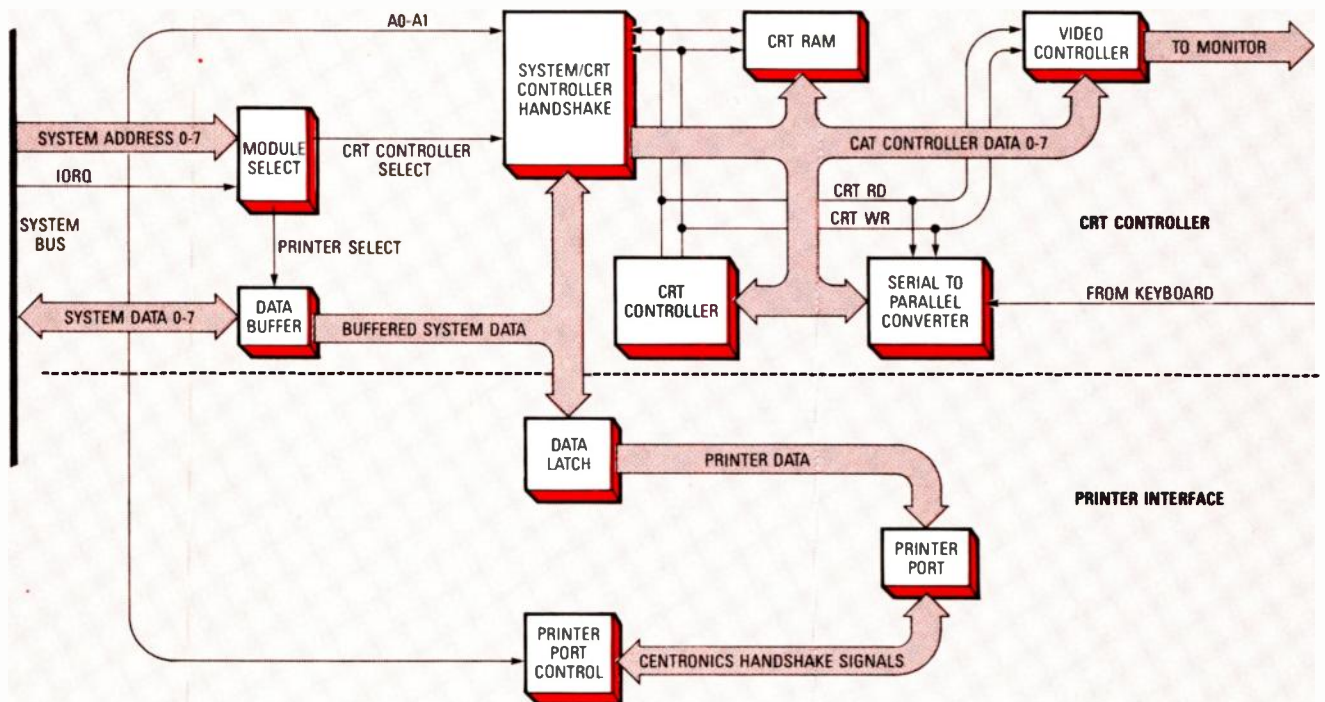 A0-A1
SYSTEM/CRT
CONTROLLER
HANDSHAKE
CRT RAM
VIDEO
CONTROLLER
TO MONITOR
SYSTEM ADDRESS 0-7
MODULE
SELECT
CRT CONTROLLER
SELECT
CAT CONTROLLER DATA 0-7
IORQ
SYSTEM
BUS
PRINTER SELECT
CRT RD
CRT WR
CRT CONTROLLER
SYSTEM DATA 0-7
DATA
BUFFER
BUFFERED SYSTEM DATA
CRT
CONTROLLER
SERIAL TO
PARALLEL
CONVERTER
FROM KEYBOARD
DATA
LATCH
PRINTER DATA
PRINTER INTERFACE
PRINTER
PORT
PRINTER
PORT
CONTROL
CENTRONICS HANDSHAKE SIGNALS